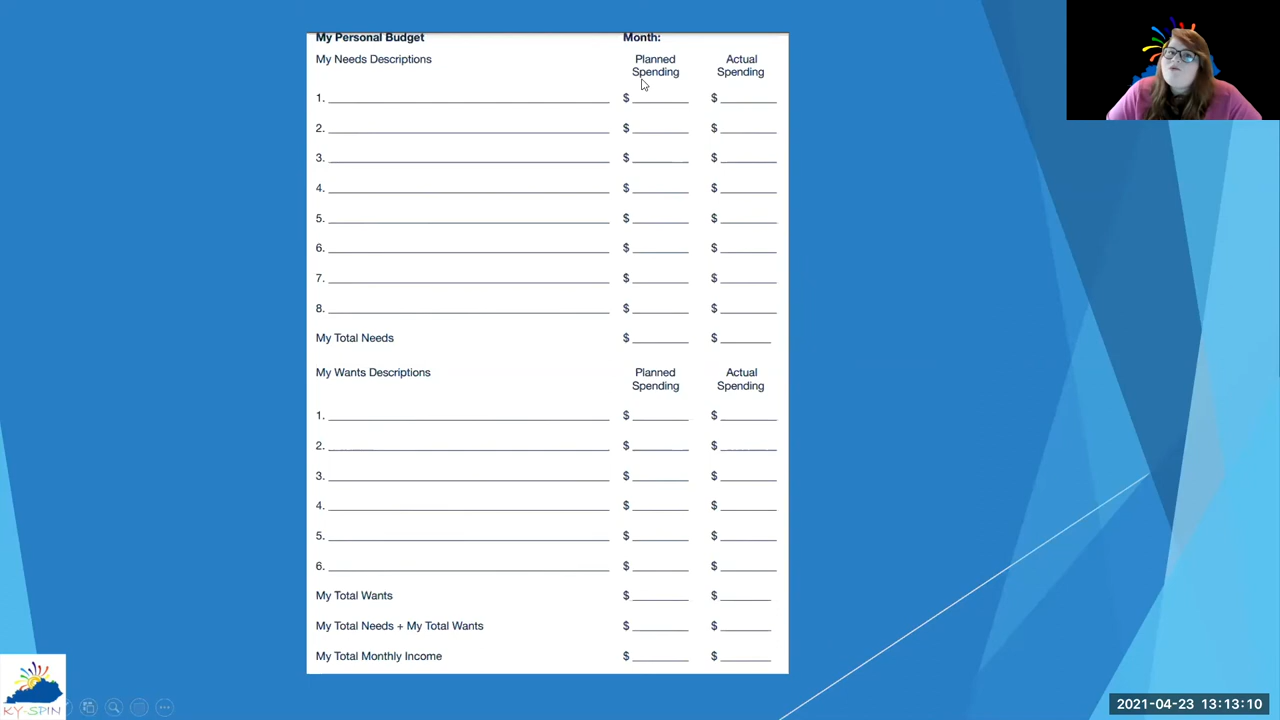 My Personal Budget Month:
My Needs Descriptions Planned Spending Actual Spending
1. $ $
2. $ $
3. $ $
4. $ $
5. $ $
6. $ $
7. $ $
8. $ $
My Total Needs $ $
My Wants Descriptions Planned Spending Actual Spending
1. $ $
2. $ $
3. $ $
4. $ $
5. $ $
6. $ $
My Total Wants $ $
My Total Needs + My Total Wants $ $
My Total Monthly Income $ $
KY-SPIN
2021-04-23 13:13:10